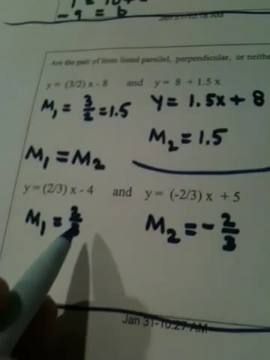 -9 = b
Are the pair of lines listed parallel, perpendicular, or neither
y = (3/2) x - 8 and y = 8 + 1.5 x
M₁ = 3/2 = 1.5 y = 1.5x + 8
M₂ = 1.5
M₁ = M₂
y = (2/3) x - 4 and y = (-2/3) x + 5
M₁ = 2/3 M₂ = -2/3
Jan 31-10:27 AM